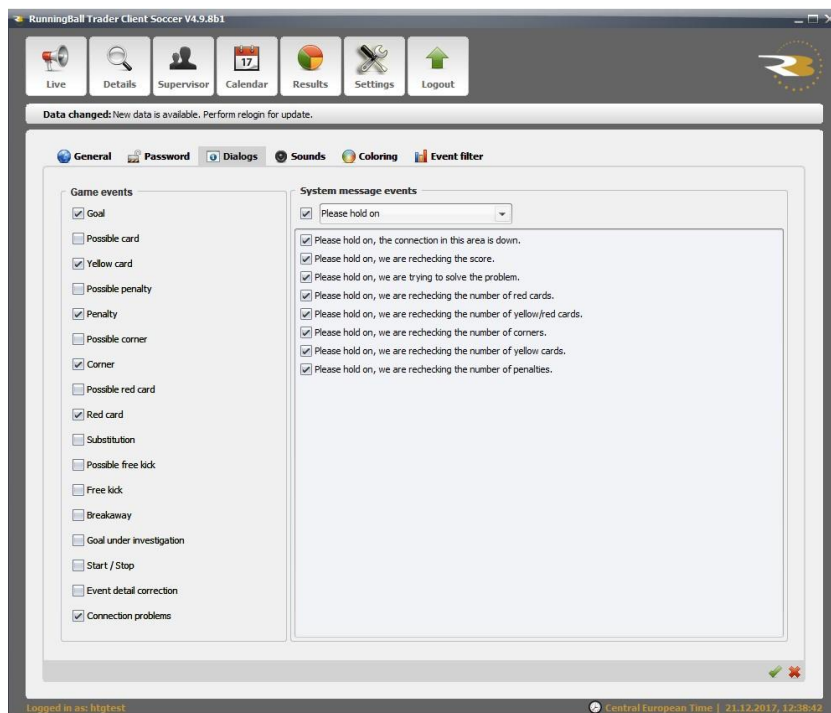 RunningBall Trader Client Soccer V4.9.8b1
Live
Details
Supervisor
17
Calendar
Results
Settings
Logout
Data changed: New data is available. Perform relogin for update.
General
Password
Dialogs
Sounds
Coloring
Event filter
Game events
Goal
Possible card
Yellow card
Possible penalty
Penalty
Possible corner
Corner
Possible red card
Red card
Substitution
Possible free kick
Free kick
Breakaway
Goal under investigation
Start / Stop
Event detail correction
Connection problems
System message events
Please hold on
Please hold on, the connection in this area is down.
Please hold on, we are rechecking the score.
Please hold on, we are trying to solve the problem.
Please hold on, we are rechecking the number of red cards.
Please hold on, we are rechecking the number of yellow/red cards.
Please hold on, we are rechecking the number of corners.
Please hold on, we are rechecking the number of yellow cards.
Please hold on, we are rechecking the number of penalties.
Logged in as: htgtest
Central European Time | 21.12.2017, 12:38:42